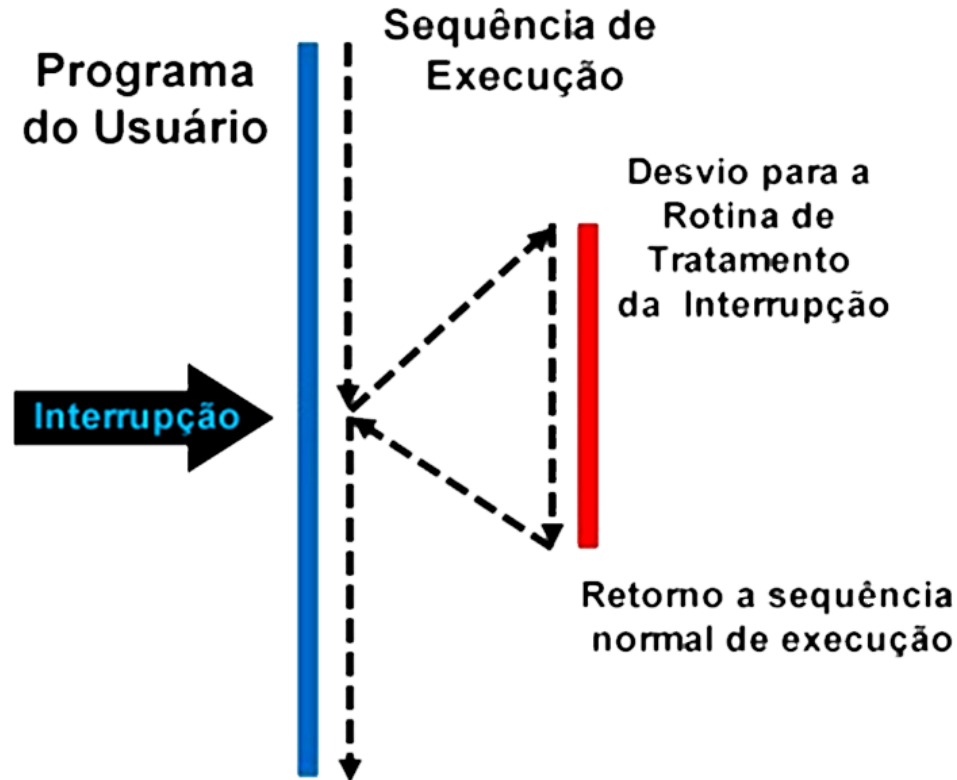 Programa
do Usuário
Sequência de
Execução
Desvio para a
Rotina de
Tratamento
da Interrupção
Interrupção
Retorno a sequência
normal de execução